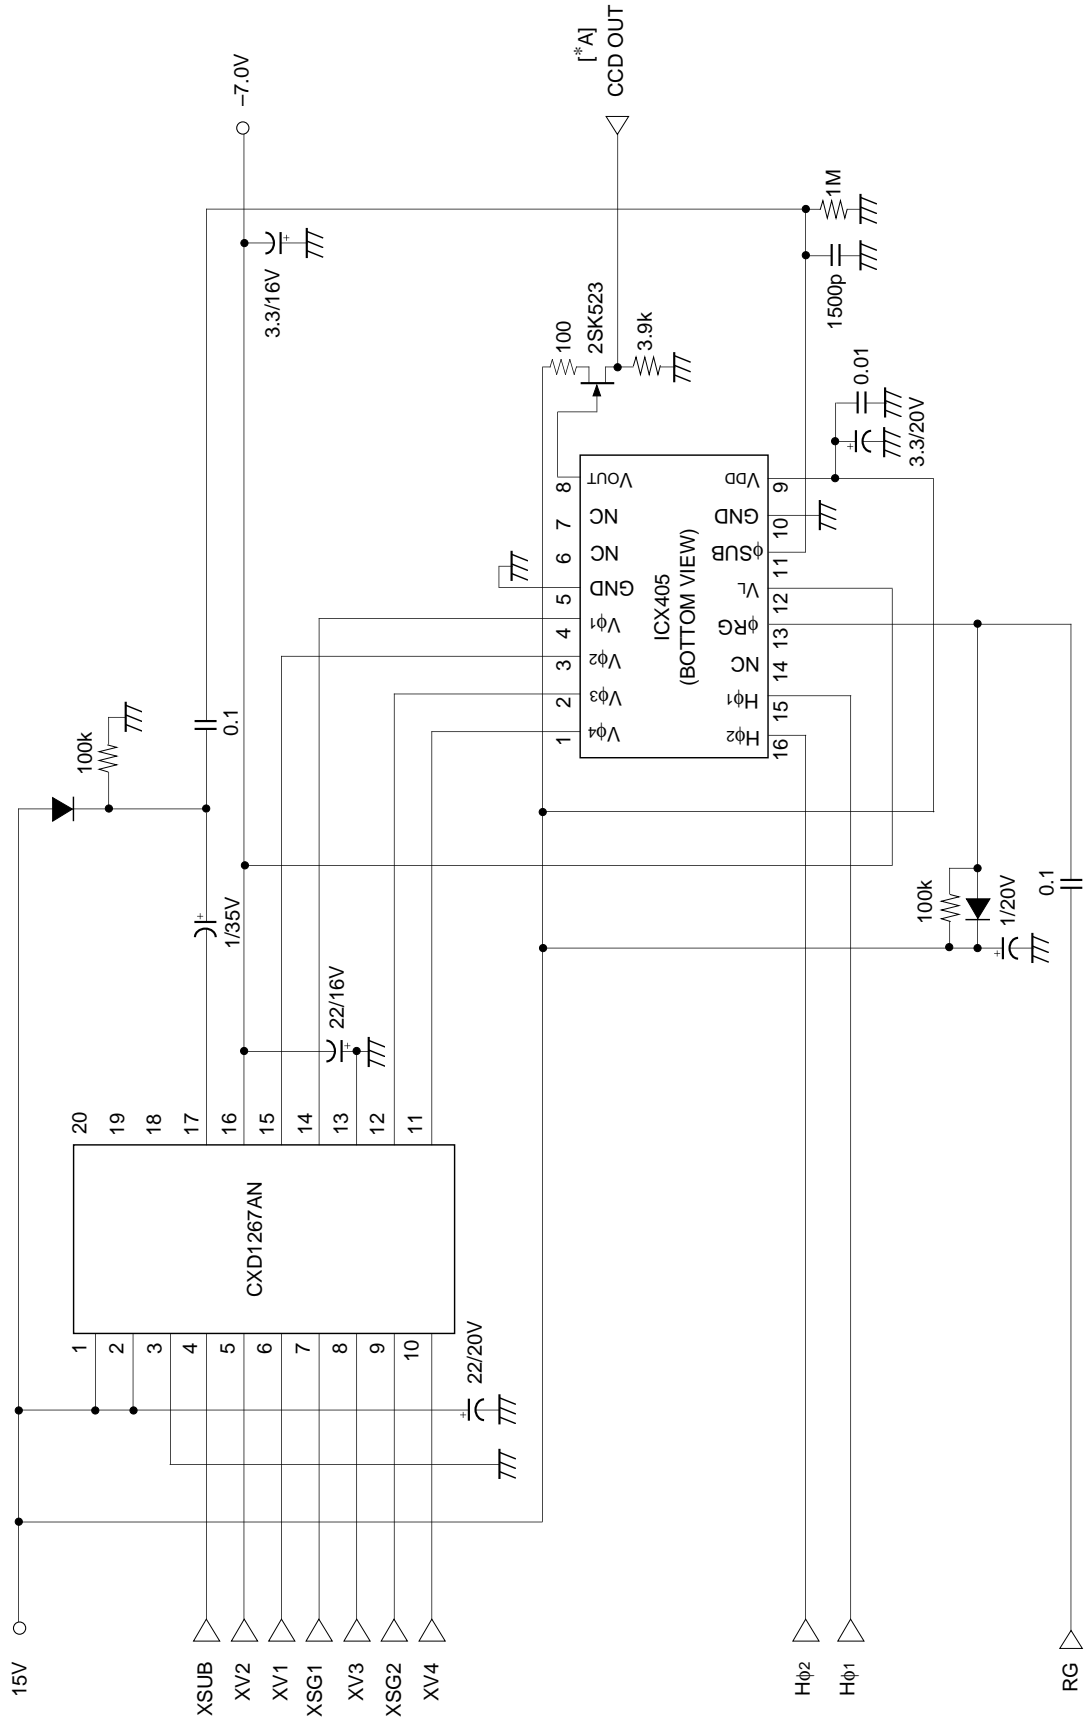 15V
XSUB
XV2
XV1
XSG1
XV3
XSG2
XV4
Hϕ2
Hϕ1
RG
22/20V
1
2
3
4
5
6
7
8
9
10
CXD1267AN
20
19
18
17
16
15
14
13
12
11
22/16V
+
1/35V
+
100k
0.1
100k
1/20V
+
0.1
1
2
3
4
5
6
7
8
Vϕ4
Vϕ3
Vϕ2
Vϕ1
GND
NC
NC
VOUT
ICX405
(BOTTOM VIEW)
Hϕ2
Hϕ1
NC
ϕRG
VL
ϕSUB
GND
VDD
16
15
14
13
12
11
10
9
100
2SK523
3.9k
3.3/20V
+
0.01
1500p
1M
3.3/16V
+
–7.0V
[*A]
CCD OUT
+